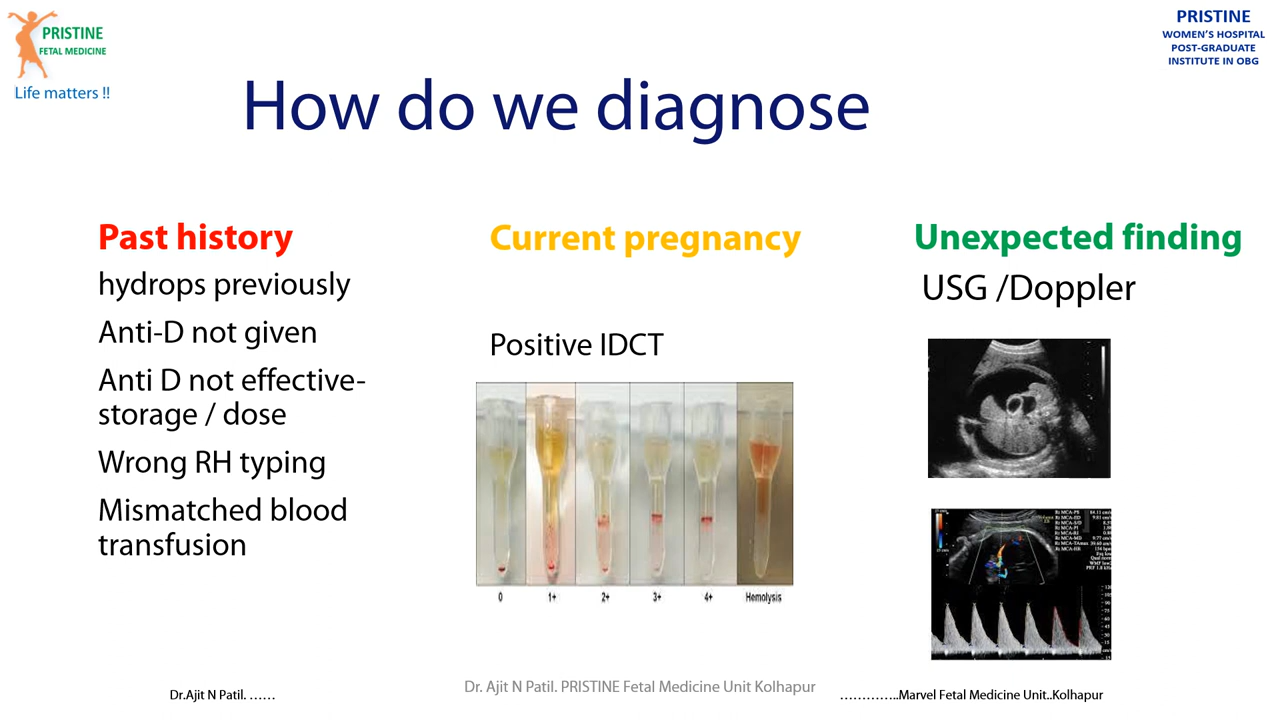 PRISTINE
FETAL MEDICINE
Life matters !!
PRISTINE
WOMEN'S HOSPITAL
POST-GRADUATE
INSTITUTE IN OBG
How do we diagnose
Past history
hydrops previously
Anti-D not given
Anti D not effective-
storage / dose
Wrong RH typing
Mismatched blood
transfusion
Current pregnancy
Positive IDCT
0 1+ 2+ 3+ 4+ Hemolysis
Unexpected finding
USG /Doppler
Dr.Ajit N Patil. ……
Dr. Ajit N Patil. PRISTINE Fetal Medicine Unit Kolhapur
…………..Marvel Fetal Medicine Unit..Kolhapur